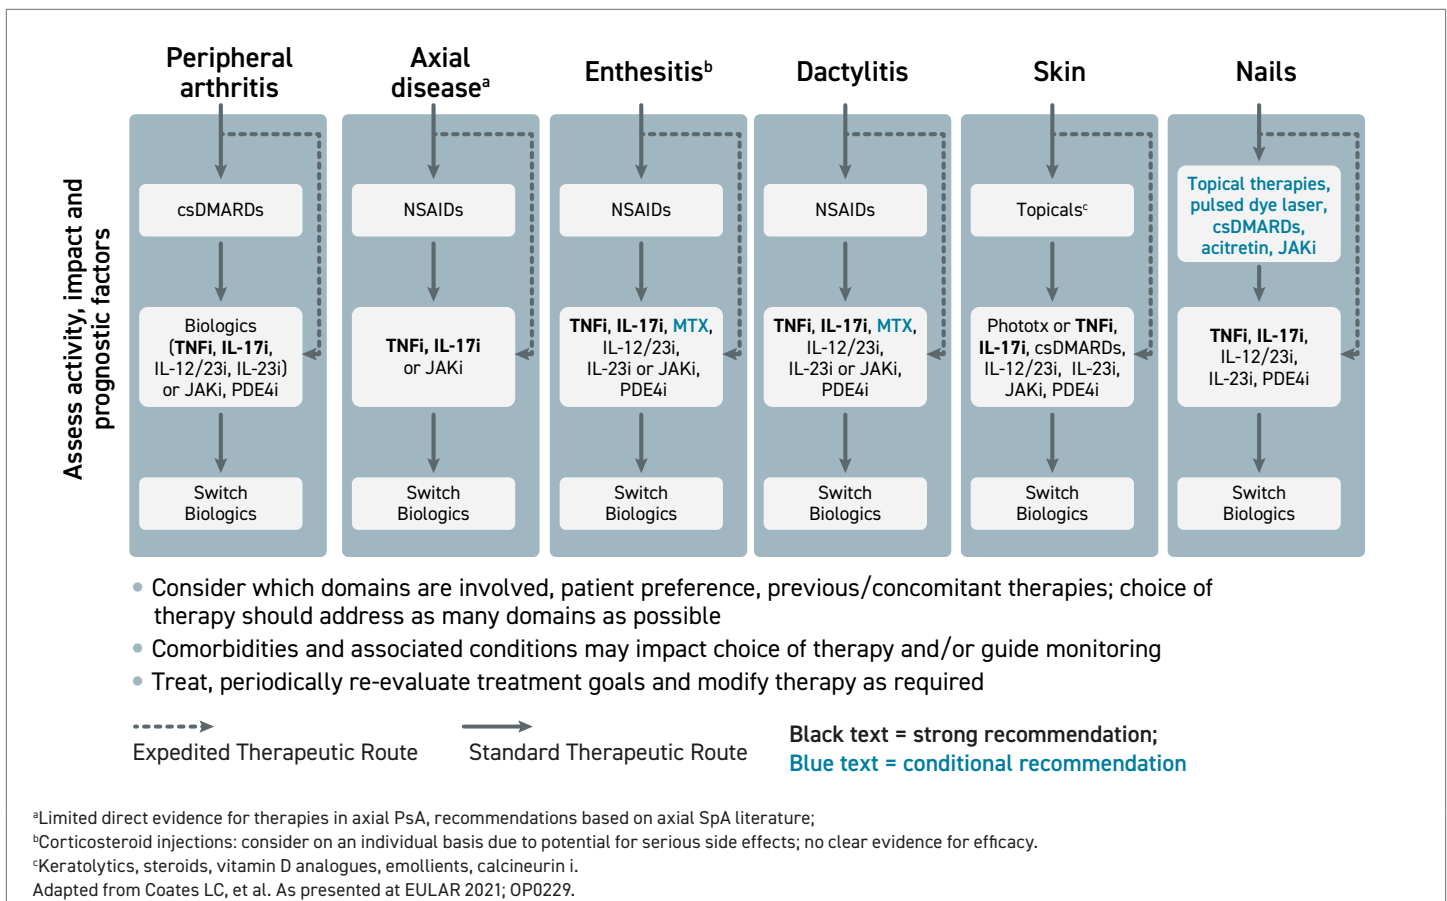 Peripheral
arthritis
Axial
diseaseᵃ
Enthesitisᵇ
Dactylitis
Skin
Nails
Assess activity, impact and
prognostic factors
csDMARDs
Biologics
(TNFi, IL-17i,
IL-12/23i, IL-23i)
or JAKi, PDE4i
Switch
Biologics
NSAIDs
TNFi, IL-17i
or JAKi
Switch
Biologics
NSAIDs
TNFi, IL-17i, MTX,
IL-12/23i,
IL-23i or JAKi,
PDE4i
Switch
Biologics
NSAIDs
TNFi, IL-17i, MTX,
IL-12/23i,
IL-23i or JAKi,
PDE4i
Switch
Biologics
Topicalsᶜ
Phototx or TNFi,
IL-17i, csDMARDs,
IL-12/23i, IL-23i,
JAKi, PDE4i
Switch
Biologics
Topical therapies,
pulsed dye laser,
csDMARDs,
acitretin, JAKi
TNFi, IL-17i,
IL-12/23i,
IL-23i, PDE4i
Switch
Biologics
• Consider which domains are involved, patient preference, previous/concomitant therapies; choice of
therapy should address as many domains as possible
• Comorbidities and associated conditions may impact choice of therapy and/or guide monitoring
• Treat, periodically re-evaluate treatment goals and modify therapy as required
Expedited Therapeutic Route
Standard Therapeutic Route
Black text = strong recommendation;
Blue text = conditional recommendation
ᵃLimited direct evidence for therapies in axial PsA, recommendations based on axial SpA literature;
ᵇCorticosteroid injections: consider on an individual basis due to potential for serious side effects; no clear evidence for efficacy.
ᶜKeratolytics, steroids, vitamin D analogues, emollients, calcineurin i.
Adapted from Coates LC, et al. As presented at EULAR 2021; OP0229.